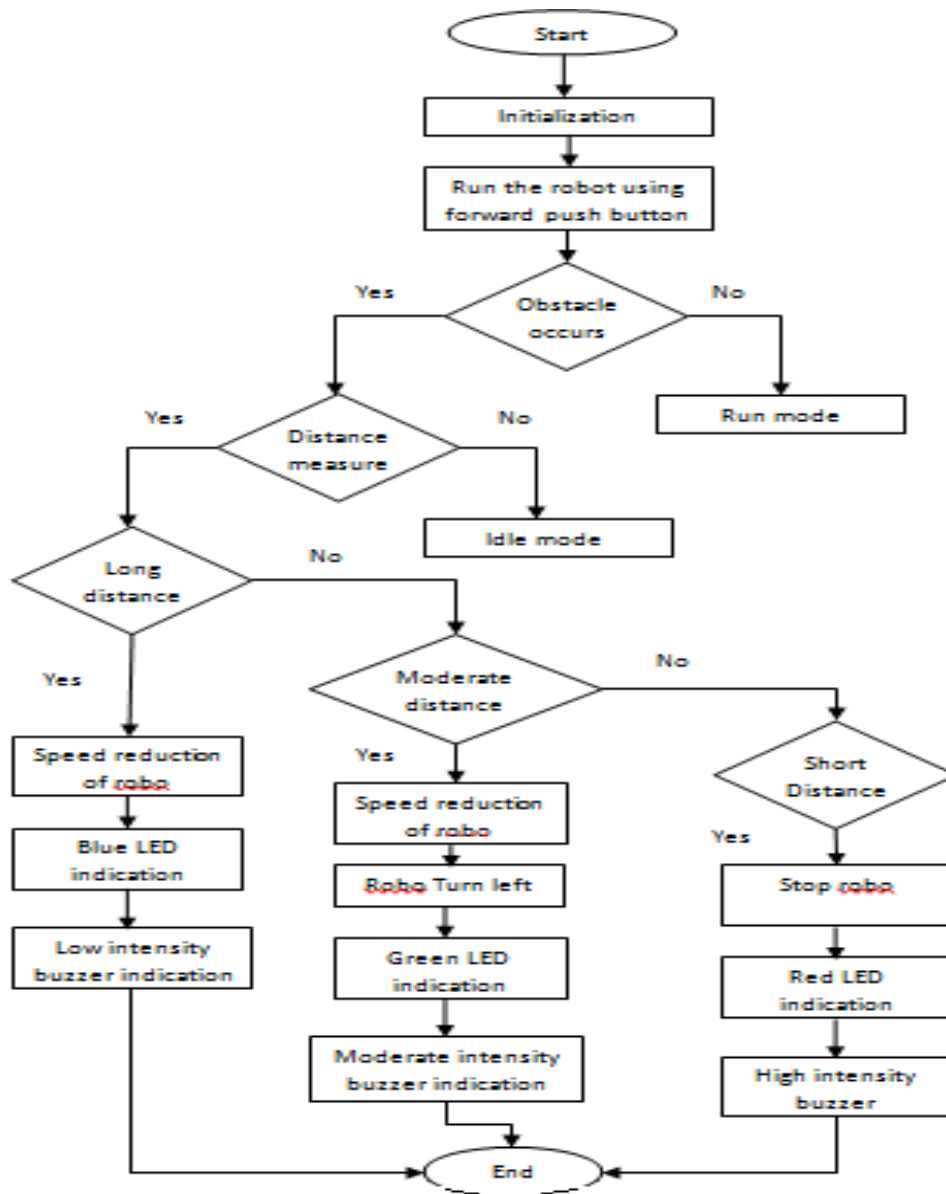 Start
Initialization
Run the robot using
forward push button
Yes
No
Obstacle
occurs
Yes
No
Distance
measure
Run mode
Idle mode
No
Long
distance
No
Yes
Moderate
distance
Speed reduction
of robo
Yes
Short
Distance
Speed reduction
of robo
Yes
Blue LED
indication
Robo Turn left
Stop robo
Low intensity
buzzer indication
Green LED
indication
Red LED
indication
Moderate intensity
buzzer indication
High intensity
buzzer
End